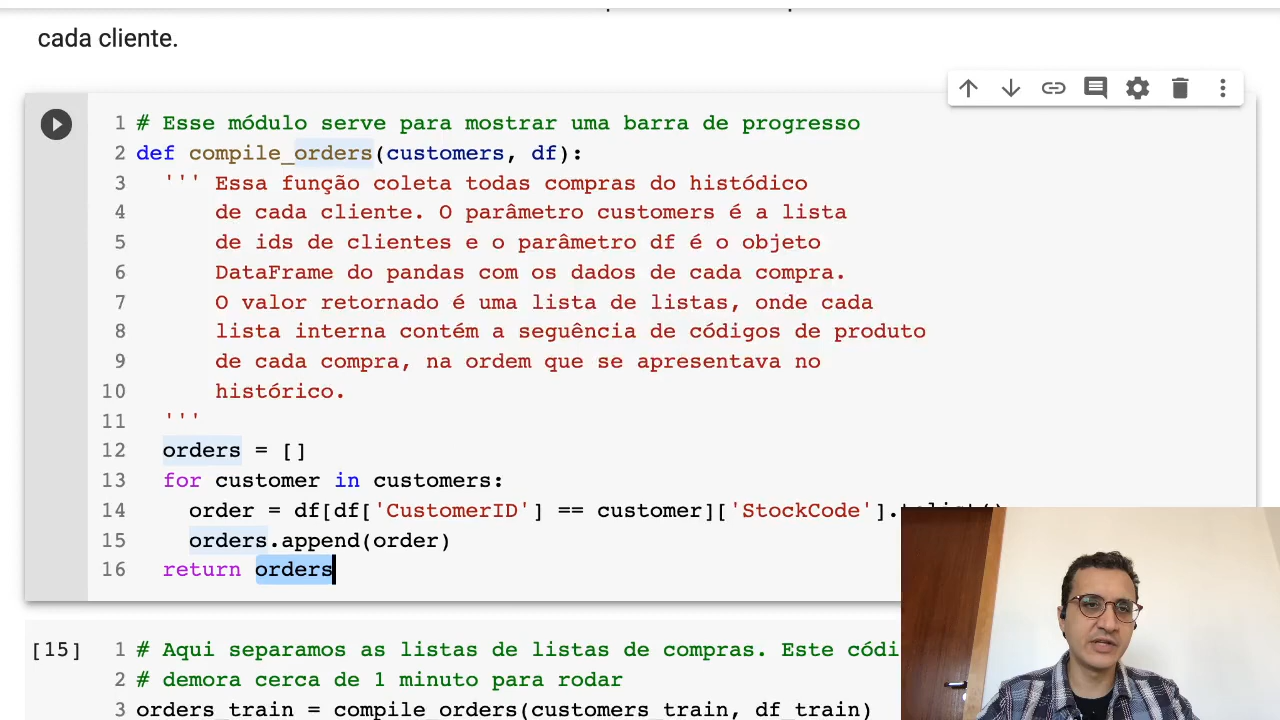 cada cliente.
1 # Esse módulo serve para mostrar uma barra de progresso
2 def compile_orders(customers, df):
3 ''' Essa função coleta todas compras do histódico
4 de cada cliente. O parâmetro customers é a lista
5 de ids de clientes e o parâmetro df é o objeto
6 DataFrame do pandas com os dados de cada compra.
7 O valor retornado é uma lista de listas, onde cada
8 lista interna contém a sequência de códigos de produto
9 de cada compra, na ordem que se apresentava no
10 histórico.
11 '''
12 orders = []
13 for customer in customers:
14 order = df[df['CustomerID'] == customer]['StockCode'].
15 orders.append(order)
16 return orders
[15] 1 # Aqui separamos as listas de listas de compras. Este códi
2 # demora cerca de 1 minuto para rodar
3 orders_train = compile_orders(customers_train, df_train)